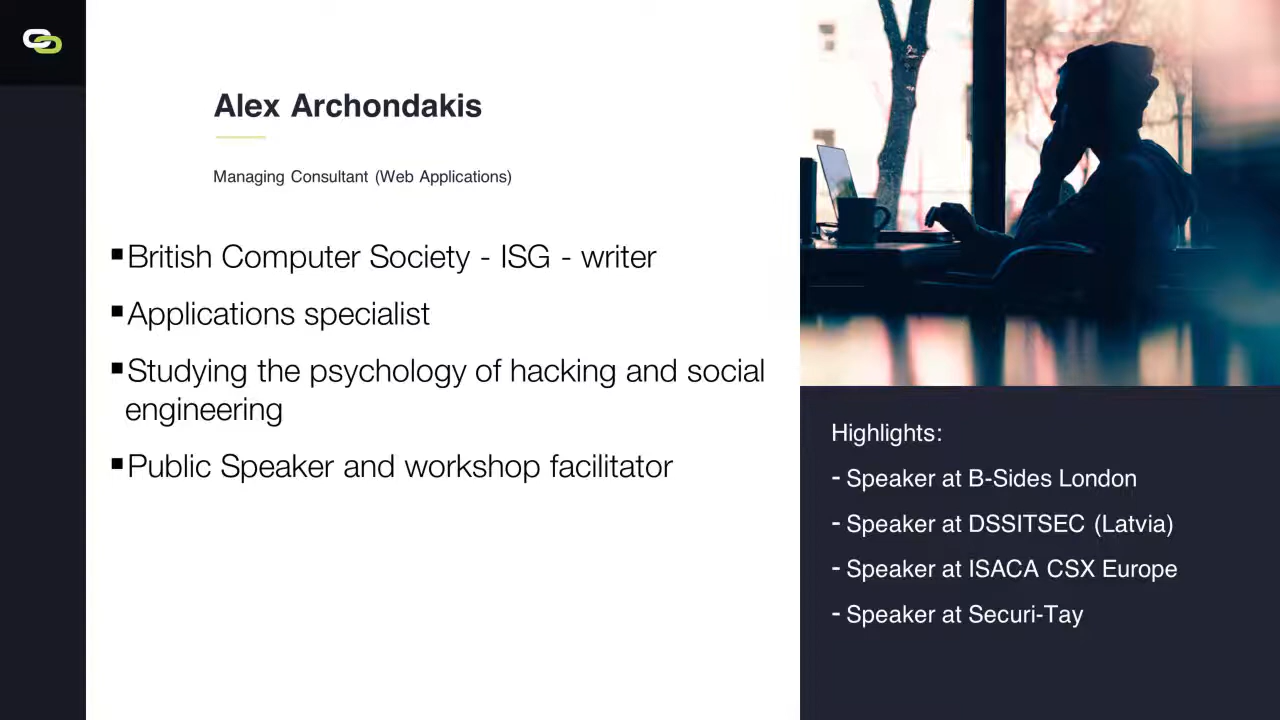 Alex Archondakis
Managing Consultant (Web Applications)
▪British Computer Society - ISG - writer
▪Applications specialist
▪Studying the psychology of hacking and social
engineering
▪Public Speaker and workshop facilitator
Highlights:
- Speaker at B-Sides London
- Speaker at DSSITSEC (Latvia)
- Speaker at ISACA CSX Europe
- Speaker at Securi-Tay